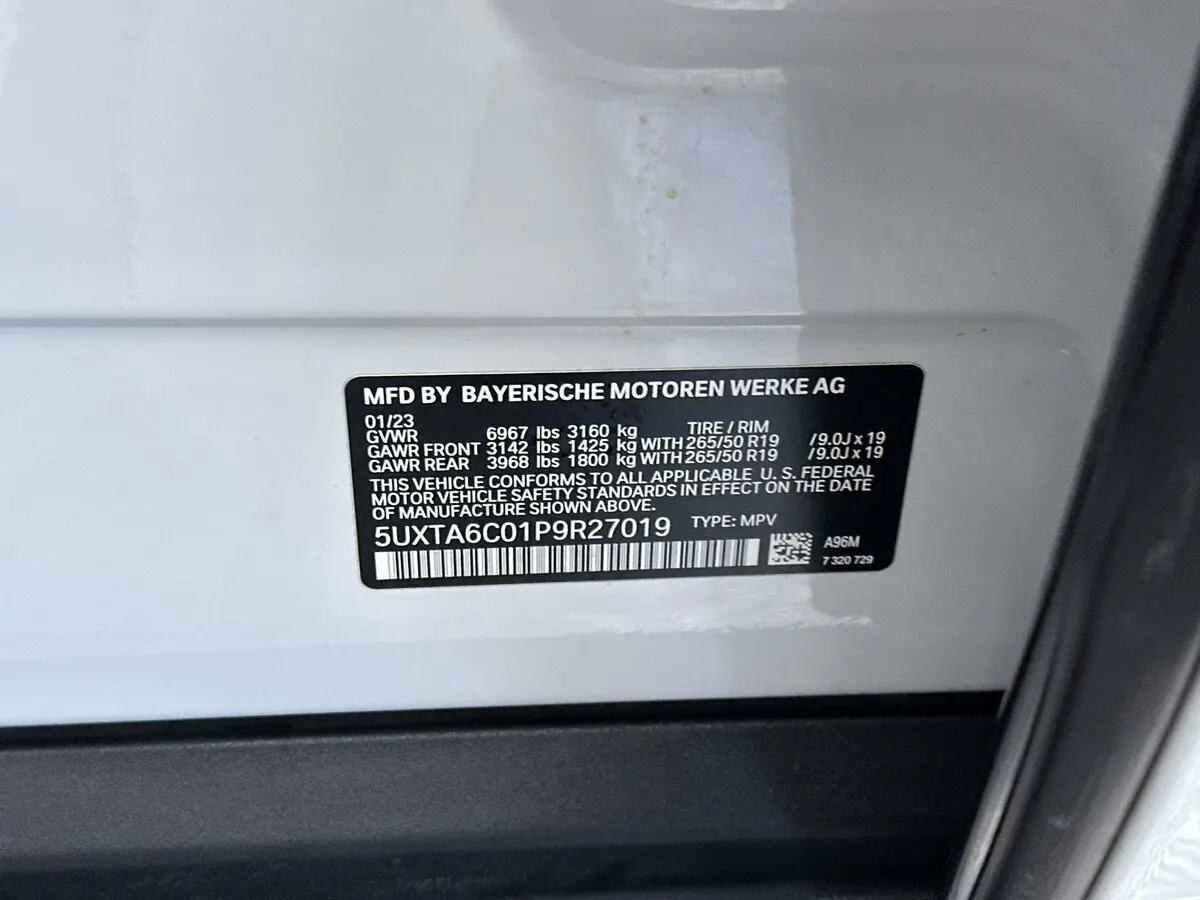 MFD BY BAYERISCHE MOTOREN WERKE AG
01/23
GVWR 6967 lbs 3160 kg TIRE / RIM
GAWR FRONT 3142 lbs 1425 kg WITH 265/50 R19 /9.0J x 19
GAWR REAR 3968 lbs 1800 kg WITH 265/50 R19 /9.0J x 19
THIS VEHICLE CONFORMS TO ALL APPLICABLE U. S. FEDERAL
MOTOR VEHICLE SAFETY STANDARDS IN EFFECT ON THE DATE
OF MANUFACTURE SHOWN ABOVE.
5UXTA6C01P9R27019 TYPE: MPV
A96M
7 320 729